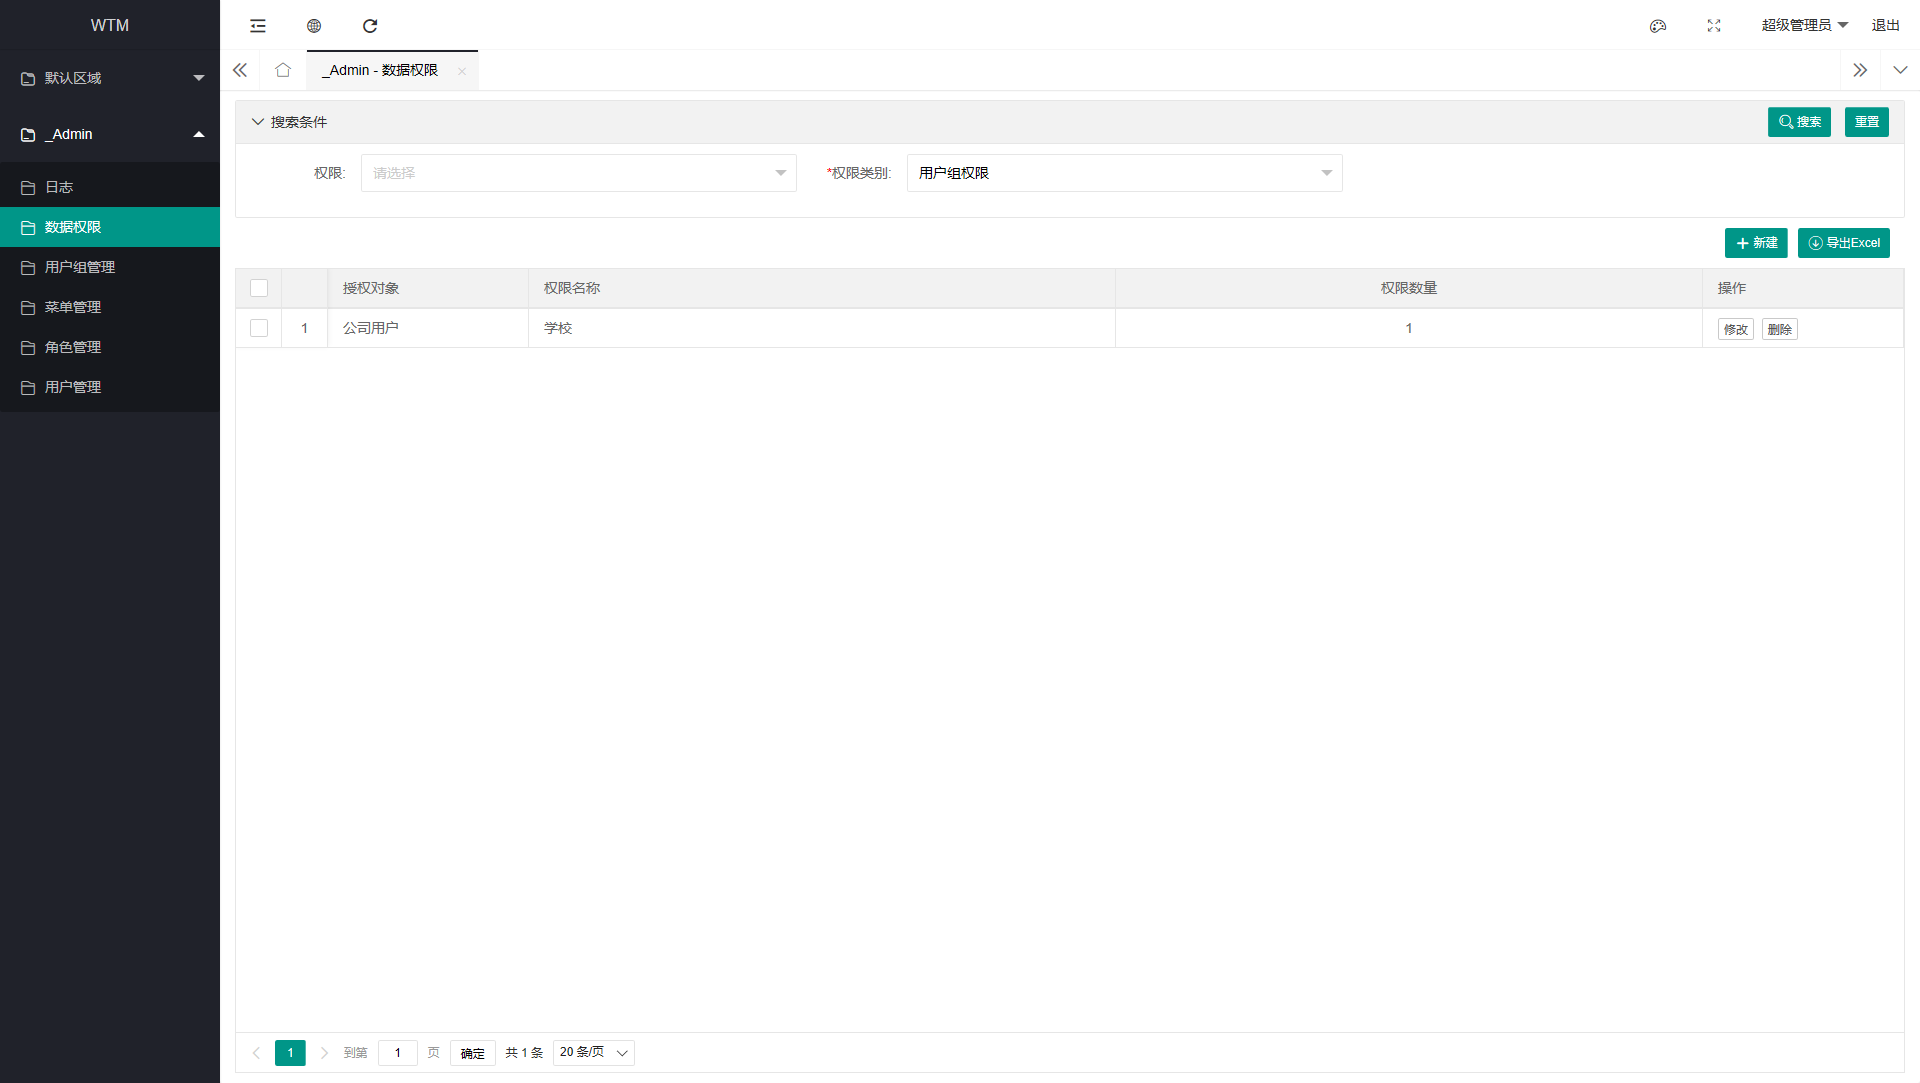 WTM
超级管理员
退出
默认区域
_Admin
日志
数据权限
用户组管理
菜单管理
角色管理
用户管理
_Admin - 数据权限
搜索条件
搜索
重置
权限:
请选择
*权限类别:
用户组权限
新建
导出Excel
授权对象
权限名称
权限数量
操作
1
公司用户
学校
1
修改
删除
1
到第
1
页
确定
共 1 条
20 条/页